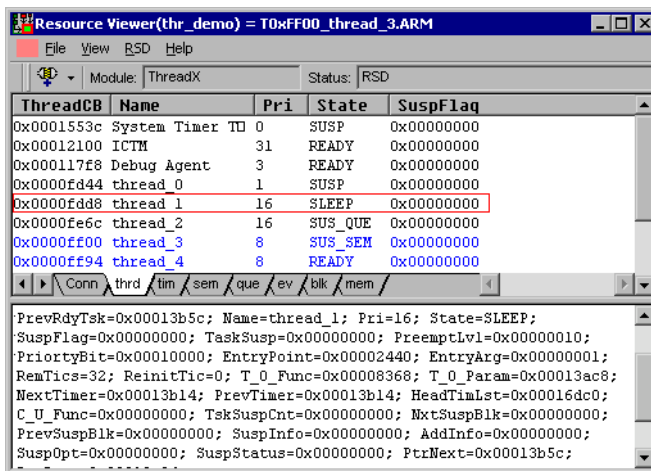 Resource Viewer(thr_demo) = T0xFF00_thread_3.ARM
File View RSD Help
Module: ThreadX Status: RSD
ThreadCB Name Pri State SuspFlag
0x0001553c System Timer 0 SUSP 0x00000000
0x00012100 ICTM 31 READY 0x00000000
0x000117f8 Debug Agent 3 READY 0x00000000
0x0000fd44 thread_0 1 SUSP 0x00000000
0x0000fdd8 thread_1 16 SLEEP 0x00000000
0x0000fe6c thread_2 16 SUS_QUE 0x00000000
0x0000ff00 thread_3 8 SUS_SEM 0x00000000
0x0000ff94 thread_4 8 READY 0x00000000
Conn thrd tim sem que ev blk mem
PrevRdyTsk=0x00013b5c; Name=thread_1; Pri=16; State=SLEEP;
SuspFlag=0x00000000; TaskSusp=0x00000000; PreemptLvl=0x00000010;
PriortyBit=0x00010000; EntryPoint=0x00002440; EntryArg=0x00000001;
RemTics=32; ReinitTic=0; T_0_Func=0x00008368; T_0_Param=0x00013ac8;
NextTimer=0x00013b14; PrevTimer=0x00013b14; HeadTimLst=0x00016dc0;
C_U_Func=0x00000000; TskSuspCnt=0x00000000; NxtSuspBlk=0x00000000;
PrevSuspBlk=0x00000000; SuspInfo=0x00000000; AddInfo=0x00000000;
SuspOpt=0x00000000; SuspStatus=0x00000000; PtrNext=0x00013b5c;